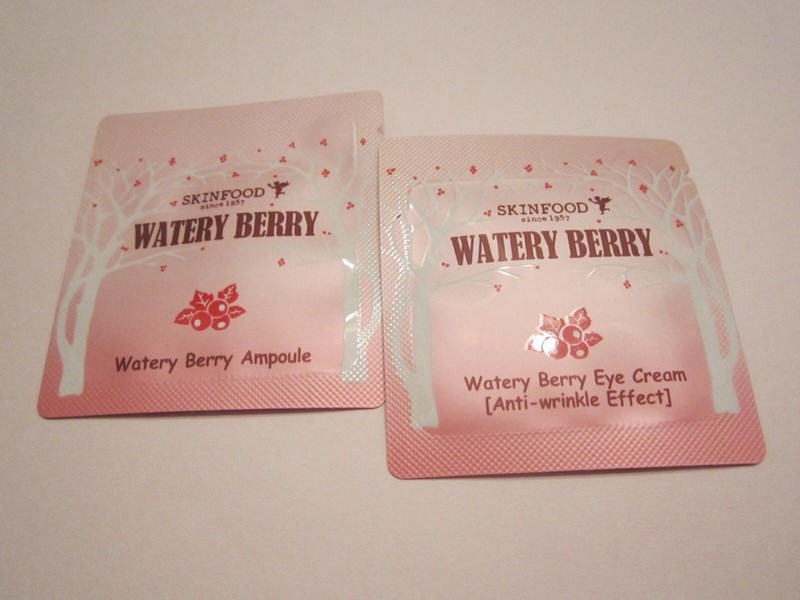 SKINFOOD
since 1957
WATERY BERRY
Watery Berry Ampoule
SKINFOOD
since 1957
WATERY BERRY
Watery Berry Eye Cream
[Anti-wrinkle Effect]